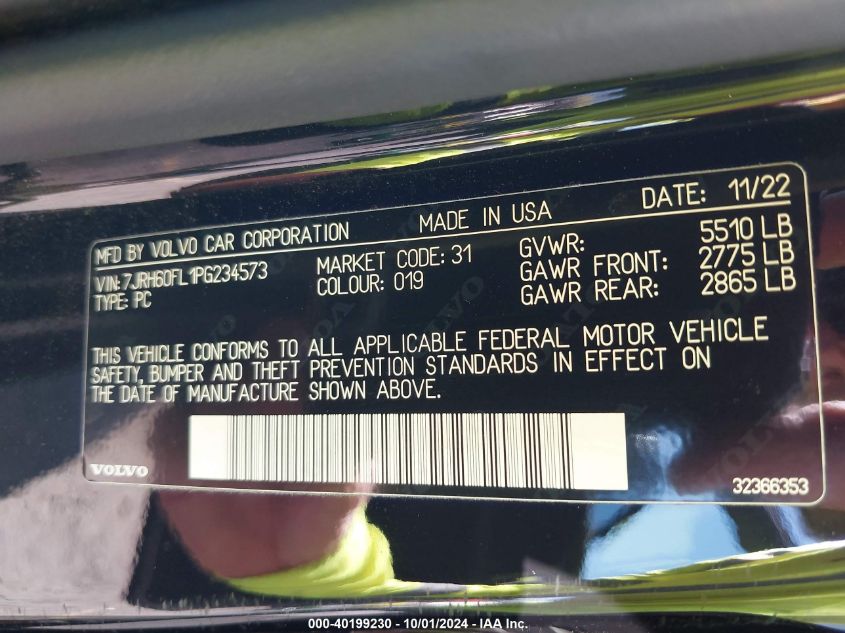 MFD BY VOLVO CAR CORPORATION MADE IN USA DATE: 11/22
VIN: 7JRH60FL1PG234573 MARKET CODE: 31 GVWR: 5510 LB
TYPE: PC COLOUR: 019 GAWR FRONT: 2775 LB
GAWR REAR: 2865 LB
THIS VEHICLE CONFORMS TO ALL APPLICABLE FEDERAL MOTOR VEHICLE
SAFETY, BUMPER AND THEFT PREVENTION STANDARDS IN EFFECT ON
THE DATE OF MANUFACTURE SHOWN ABOVE.
VOLVO 32366353
000-40199230 - 10/01/2024 - IAA Inc.